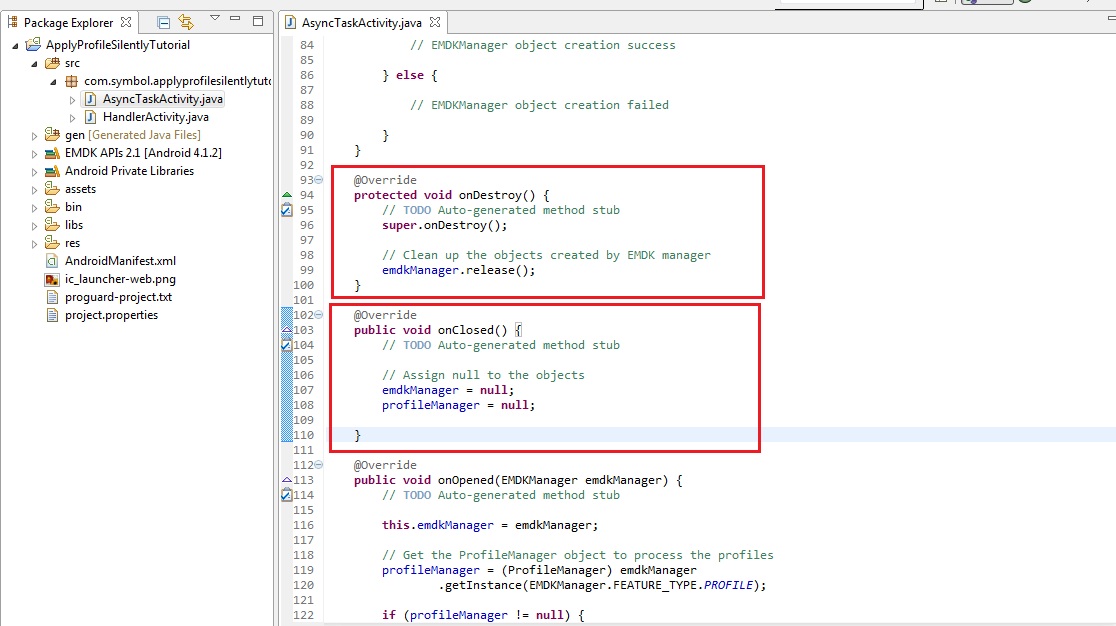 Package Explorer
ApplyProfileSilentlyTutorial
src
com.symbol.applyprofilesilentlytuto
AsyncTaskActivity.java
HandlerActivity.java
gen [Generated Java Files]
EMDK APIs 2.1 [Android 4.1.2]
Android Private Libraries
assets
bin
libs
res
AndroidManifest.xml
ic_launcher-web.png
proguard-project.txt
project.properties
AsyncTaskActivity.java
84 // EMDKManager object creation success
85
86 } else {
87
88 // EMDKManager object creation failed
89
90 }
91 }
92
93 @Override
94 protected void onDestroy() {
95 // TODO Auto-generated method stub
96 super.onDestroy();
97
98 // Clean up the objects created by EMDK manager
99 emdkManager.release();
100 }
101
102 @Override
103 public void onClosed() {
104 // TODO Auto-generated method stub
105
106 // Assign null to the objects
107 emdkManager = null;
108 profileManager = null;
109
110 }
111
112 @Override
113 public void onOpened(EMDKManager emdkManager) {
114 // TODO Auto-generated method stub
115
116 this.emdkManager = emdkManager;
117
118 // Get the ProfileManager object to process the profiles
119 profileManager = (ProfileManager) emdkManager
120 .getInstance(EMDKManager.FEATURE_TYPE.PROFILE);
121
122 if (profileManager != null) {